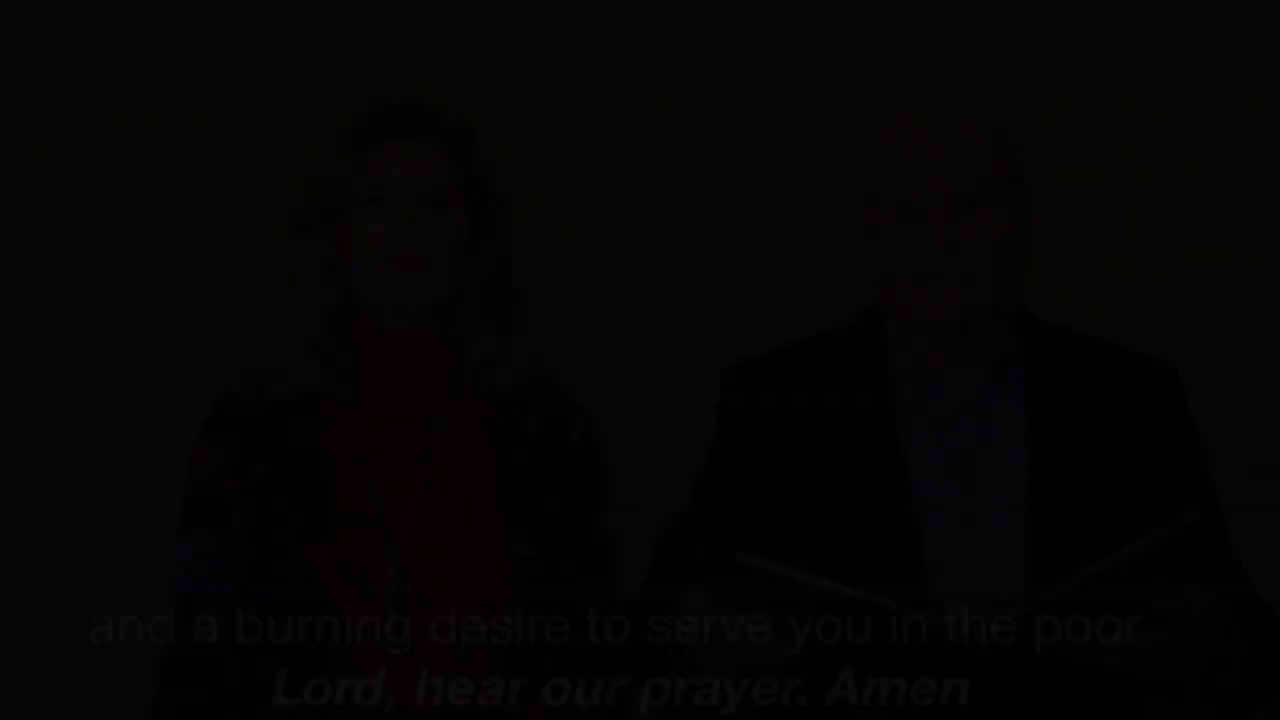 and a burning desire to serve you in the poor
Lord, hear our prayer. Amen